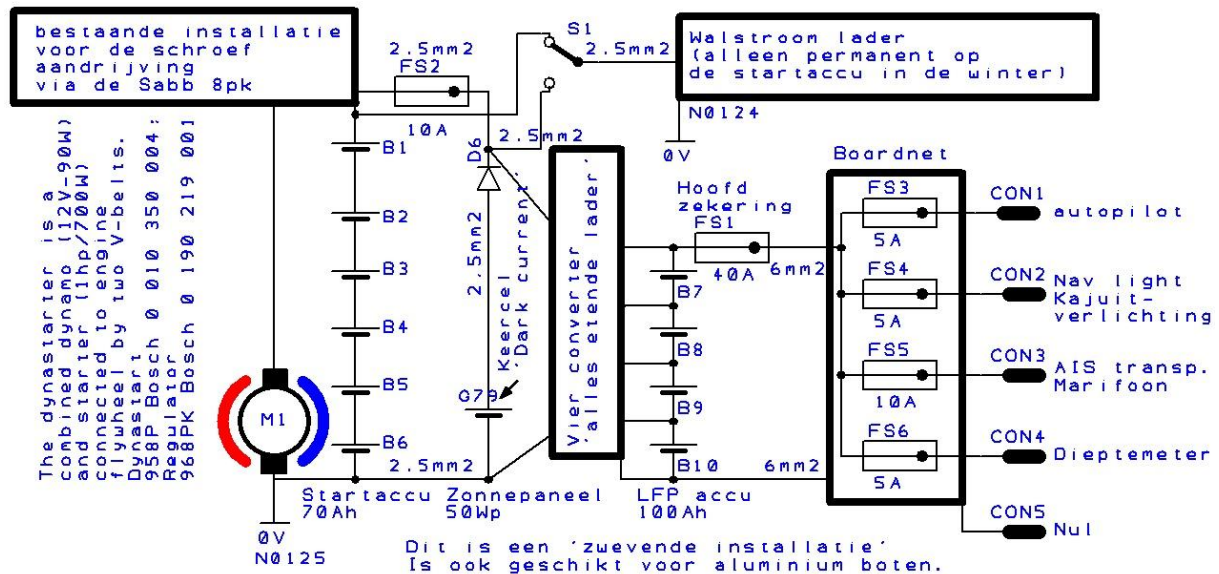 bestaande installatie
voor de schroef
aandrijving
via de Sabb 8pk
2.5mm2
FS2
10A
S1
2.5mm2
Walstroom lader
(alleen permanent op
de startaccu in de winter)
N0124
0V
2.5mm2
D6
2.5mm2
Keercel
'Dark current'
G79
B1
B2
B3
B4
B5
B6
M1
The dynastarter is a
combined dynamo (12V-90W)
and starter (1hp/700W)
connected to engine
flywheel by two V-belts.
Dynastart
958P Bosch 0 010 350 004;
Regulator
968PK Bosch 0 190 219 001
Vier converter
'alles etende lader'
Hoofd
zekering
FS1
40A
6mm2
B7
B8
B9
B10
6mm2
Boardnet
FS3
5A
FS4
5A
FS5
10A
FS6
5A
CON1
autopilot
CON2
Nav light
Kajuit-
verlichting
CON3
AIS transp.
Marifoon
CON4
Dieptemeter
CON5
Nul
2.5mm2
Startaccu
70Ah
Zonnepaneel
50Wp
LFP accu
100Ah
0V
N0125
Dit is een 'zwevende installatie'
Is ook geschikt voor aluminium boten.